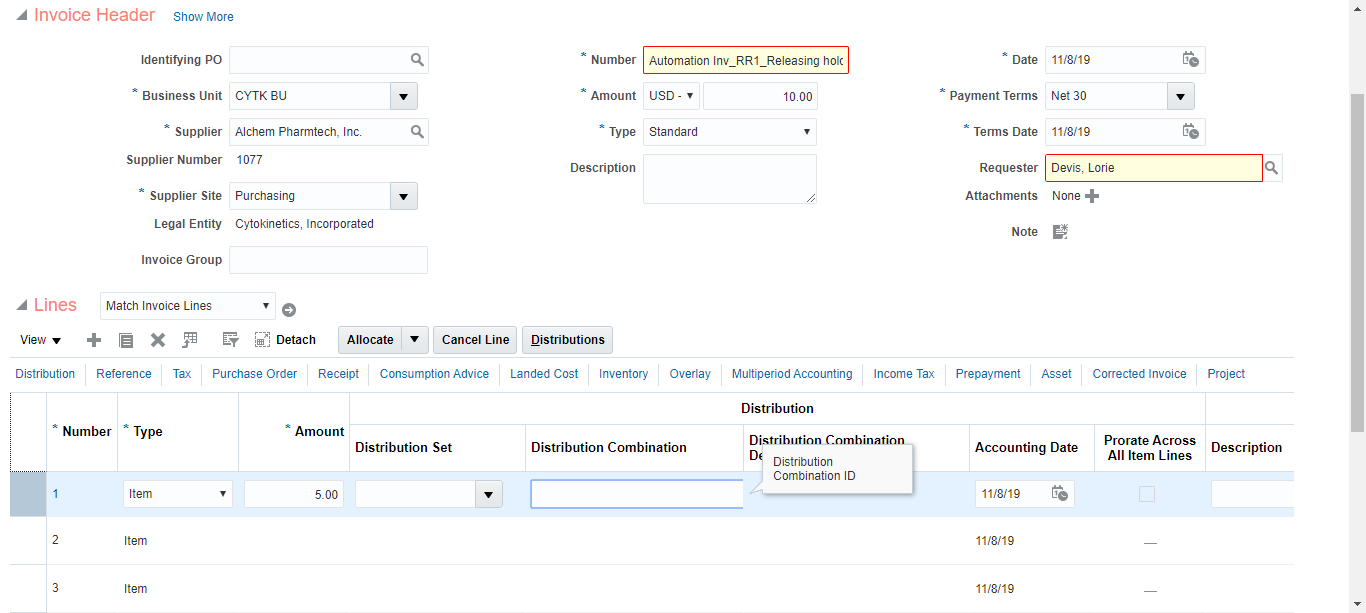 Invoice Header Show More
Identifying PO
* Number Automation Inv_RR1_Releasing hold
* Date 11/8/19
* Business Unit CYTK BU
* Amount USD - 10.00
* Payment Terms Net 30
* Supplier Alchem Pharmtech, Inc.
* Type Standard
* Terms Date 11/8/19
Supplier Number 1077
Description
Requester Devis, Lorie
* Supplier Site Purchasing
Attachments None
Legal Entity Cytokinetics, Incorporated
Note
Invoice Group
Lines Match Invoice Lines
View Detach Allocate Cancel Line Distributions
Distribution Reference Tax Purchase Order Receipt Consumption Advice Landed Cost Inventory Overlay Multiperiod Accounting Income Tax Prepayment Asset Corrected Invoice Project
Distribution
* Number * Type * Amount Distribution Set Distribution Combination Distribution Combination Accounting Date Prorate Across
All Item Lines Description
Distribution
Combination ID
1 Item 5.00 11/8/19
2 Item 11/8/19 —
3 Item 11/8/19 —